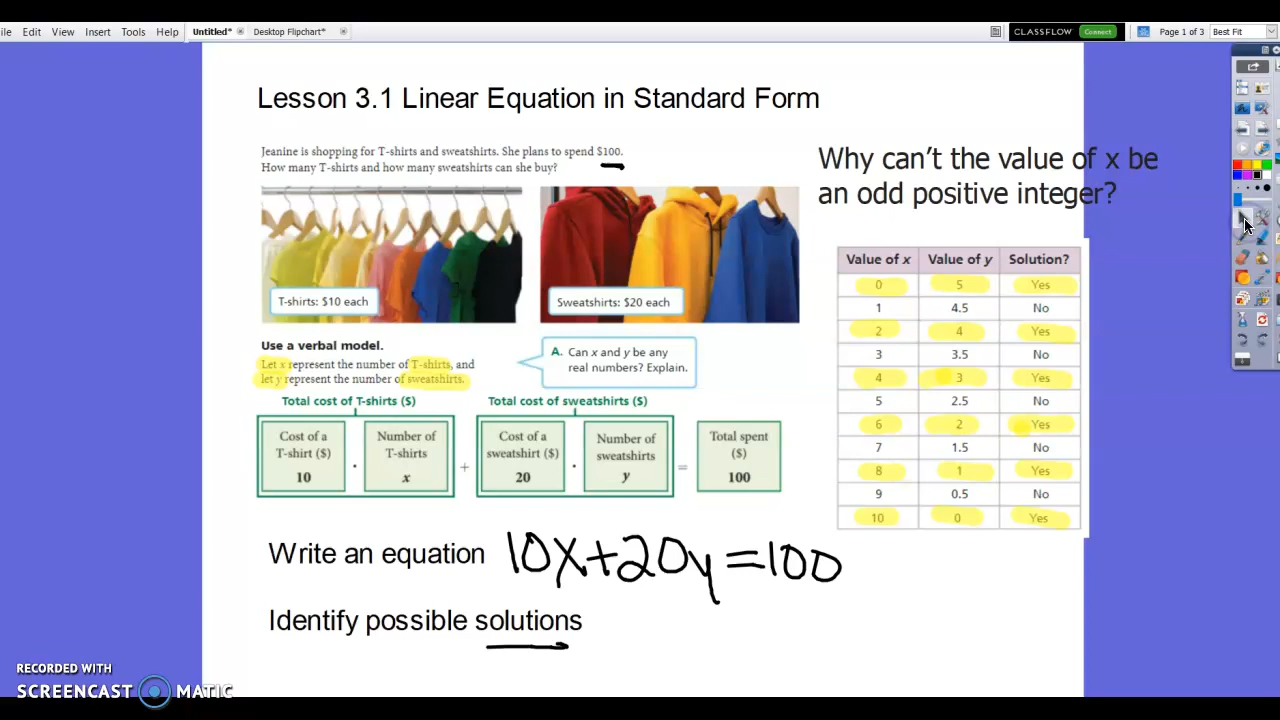 ile Edit View Insert Tools Help Untitled* Desktop Flipchart* CLASSFLOW Connect Page 1 of 3 Best Fit
Lesson 3.1 Linear Equation in Standard Form
Jeanine is shopping for T-shirts and sweatshirts. She plans to spend $100.
How many T-shirts and how many sweatshirts can she buy?
T-shirts: $10 each
Sweatshirts: $20 each
Use a verbal model.
Let x represent the number of T-shirts, and
let y represent the number of sweatshirts.
A. Can x and y be any
real numbers? Explain.
Total cost of T-shirts ($) Total cost of sweatshirts ($)
Cost of a
T-shirt ($)
10
·
Number of
T-shirts
x
+
Cost of a
sweatshirt ($)
20
·
Number of
sweatshirts
y
=
Total spent
($)
100
Write an equation 10x+20y=100
Identify possible solutions
Why can't the value of x be
an odd positive integer?
Value of x Value of y Solution?
0 5 Yes
1 4.5 No
2 4 Yes
3 3.5 No
4 3 Yes
5 2.5 No
6 2 Yes
7 1.5 No
8 1 Yes
9 0.5 No
10 0 Yes
RECORDED WITH
SCREENCAST MATIC